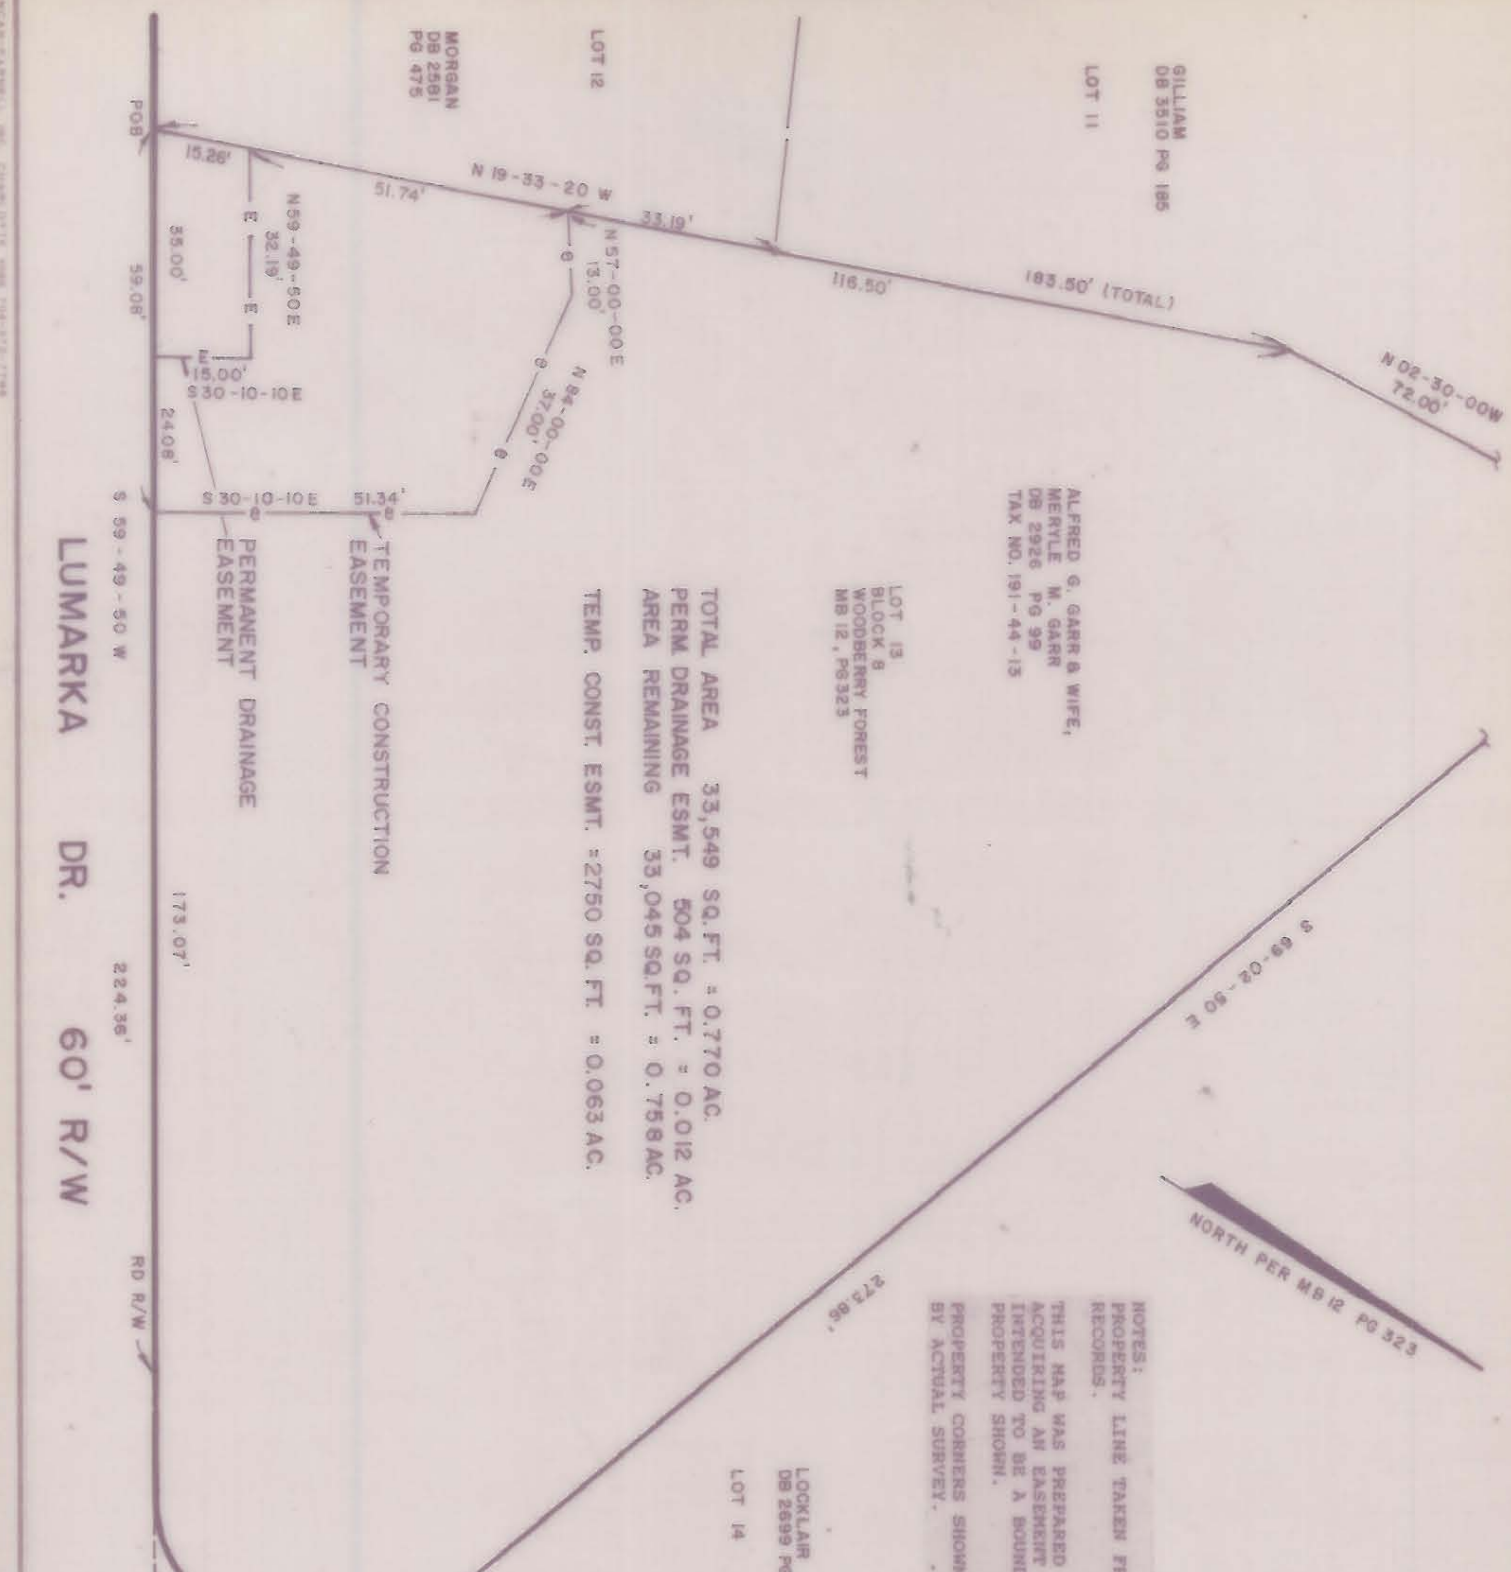 GILLIAM
DB 3510 PG 185
LOT 11
LOT 12
MORGAN
DB 2581
PG 475
POB
15.26'
51.74'
N 19-33-20 W
33.19'
116.50'
183.50' (TOTAL)
N 02-30-00W
72.00'
N59-49-50E
32.19'
E
E
E
35.00'
59.08'
15.00'
S30-10-10E
24.08'
N 57-00-00E
13.00'
N 84-00-00E
37.00'
S 30-10-10E 51.34'
TEMPORARY CONSTRUCTION
EASEMENT
PERMANENT DRAINAGE
EASEMENT
ALFRED G. GARR & WIFE,
MERYLE M. GARR
DB 2926 PG 99
TAX NO. 191-44-13
LOT 13
BLOCK 8
WOODBERRY FOREST
MB 12, PG323
TOTAL AREA 33,549 SQ. FT. = 0.770 AC.
PERM. DRAINAGE ESMT. 504 SQ. FT. = 0.012 AC.
AREA REMAINING 33,045 SQ.FT. = 0.758 AC.
TEMP. CONST. ESMT. = 2750 SQ. FT. = 0.063 AC.
S 69-02-50 E
273.86'
NORTH PER MB 12 PG 323
NOTES:
PROPERTY LINE TAKEN
RECORDS.
THIS MAP WAS PREPARED
ACQUIRING AN EASEMENT
INTENDED TO BE A
PROPERTY SHOWN.
PROPERTY CORNERS SHOWN
BY ACTUAL SURVEY.
LOCKLAIR
DB 2699
LOT 14
173.07'
S 59-49-50 W
224.36'
RD R/W
LUMARKA DR. 60' R/W